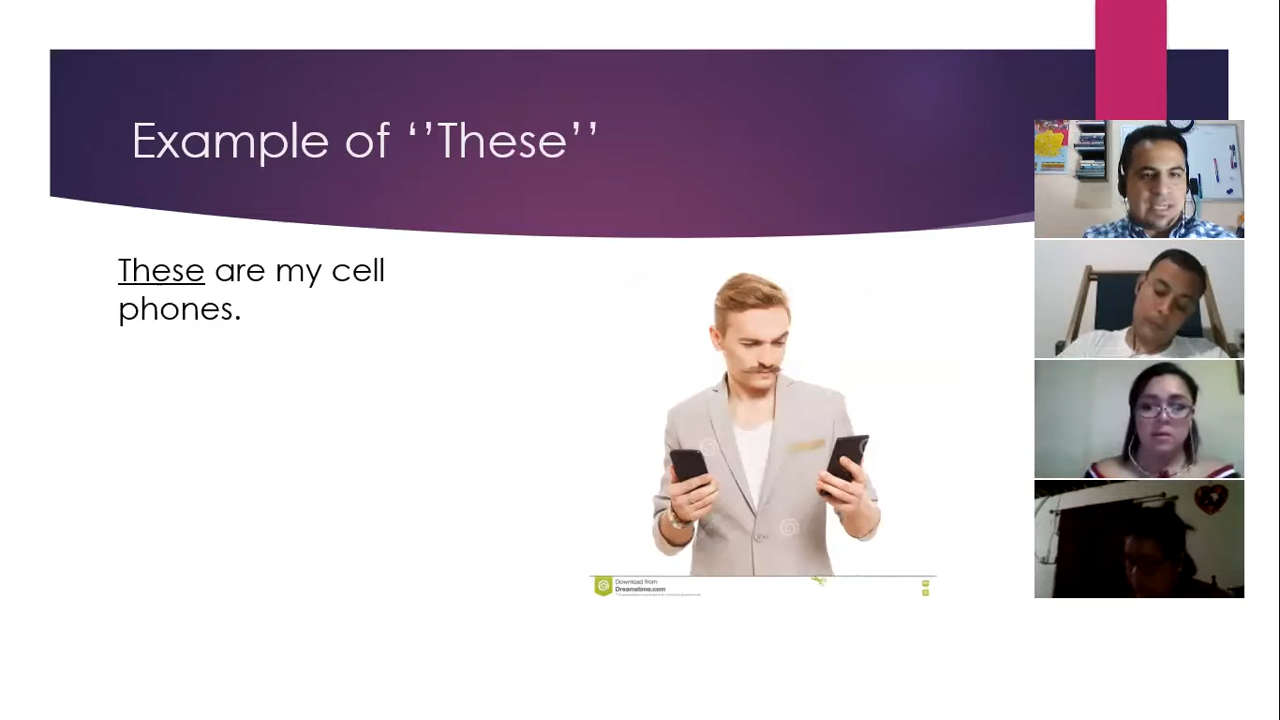 Example of ‘’These’’
These are my cell
phones.
Download from
Dreamstime.com